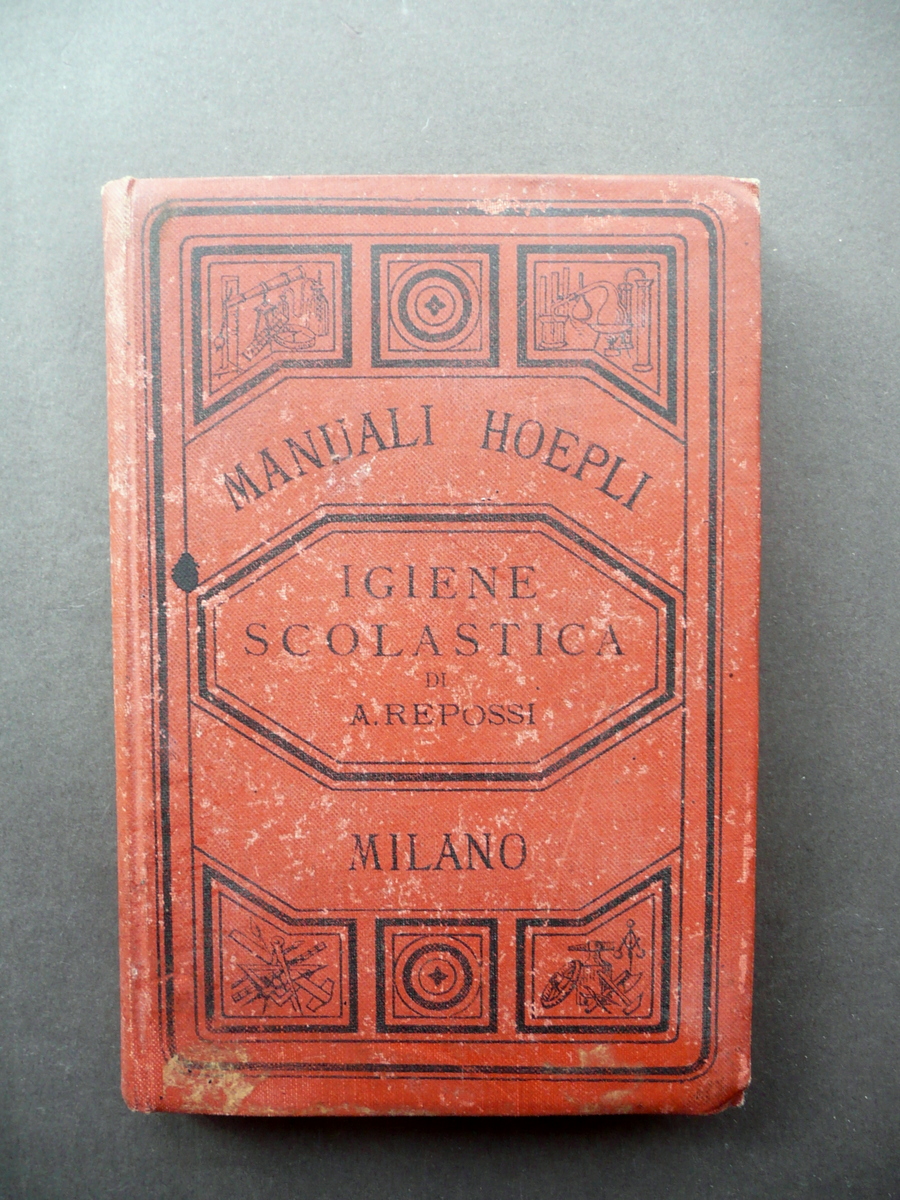 MANUALI HOEPLI
IGIENE
SCOLASTICA
DI
A. REPOSSI
MILANO